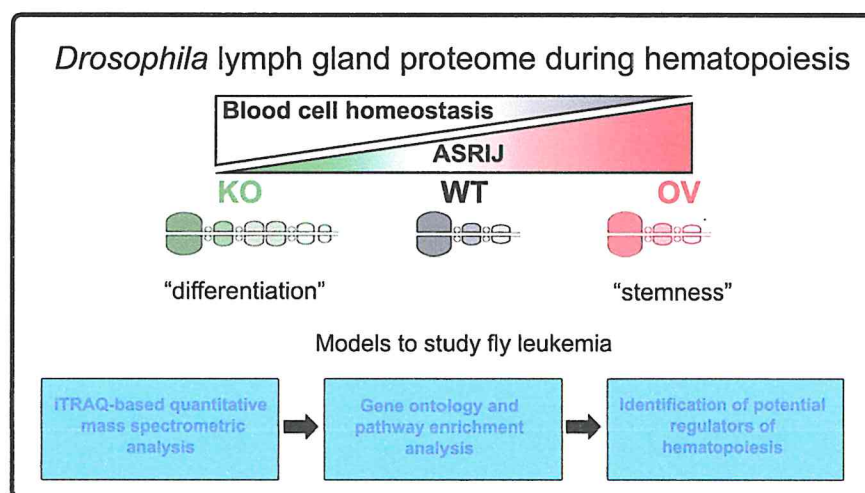 Drosophila lymph gland proteome during hematopoiesis
Blood cell homeostasis
ASRIJ
KO WT OV
"differentiation" "stemness"
Models to study fly leukemia
iTRAQ-based quantitative
mass spectrometric
analysis
Gene ontology and
pathway enrichment
analysis
Identification of potential
regulators of
hematopoiesis